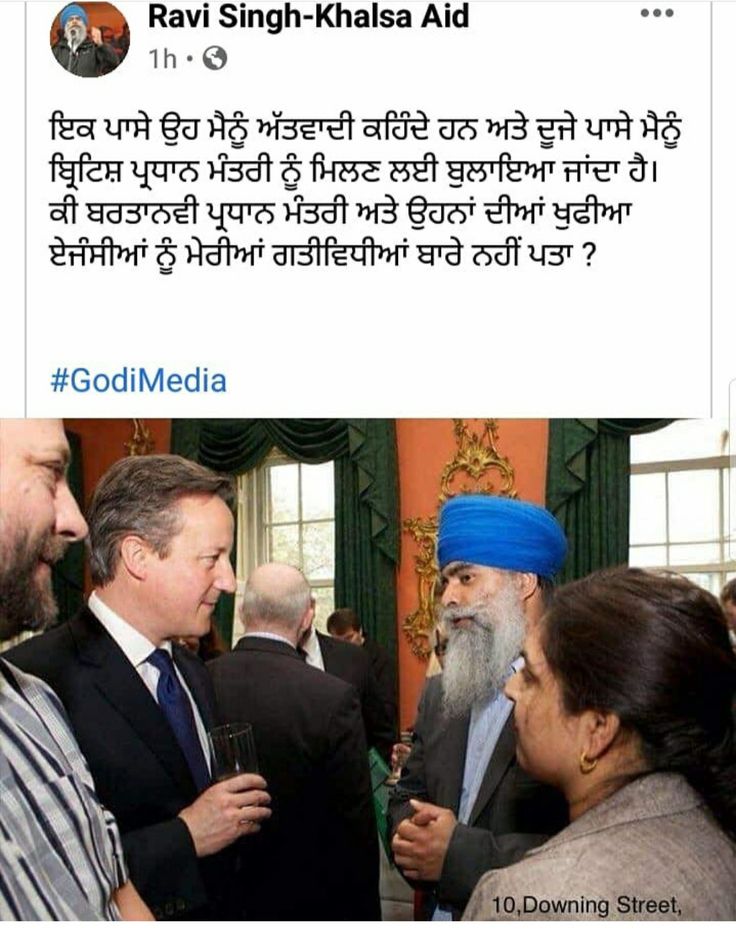 Ravi Singh-Khalsa Aid
1h
ਇਕ ਪਾਸੇ ਉਹ ਮੈਨੂੰ ਅੱਤਵਾਦੀ ਕਹਿੰਦੇ ਹਨ ਅਤੇ ਦੂਜੇ ਪਾਸੇ ਮੈਨੂੰ
ਬ੍ਰਿਟਿਸ਼ ਪ੍ਰਧਾਨ ਮੰਤਰੀ ਨੂੰ ਮਿਲਣ ਲਈ ਬੁਲਾਇਆ ਜਾਂਦਾ ਹੈ।
ਕੀ ਬਰਤਾਨਵੀ ਪ੍ਰਧਾਨ ਮੰਤਰੀ ਅਤੇ ਉਹਨਾਂ ਦੀਆਂ ਖੁਫੀਆ
ਏਜੰਸੀਆਂ ਨੂੰ ਮੇਰੀਆਂ ਗਤੀਵਿਧੀਆਂ ਬਾਰੇ ਨਹੀਂ ਪਤਾ ?
#GodiMedia
10,Downing Street,